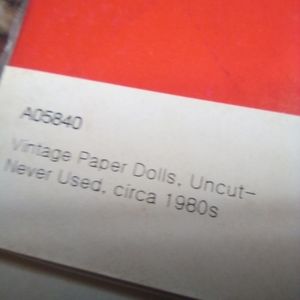 A05840
Vintage Paper Dolls, Uncut–
Never Used, circa 1980s